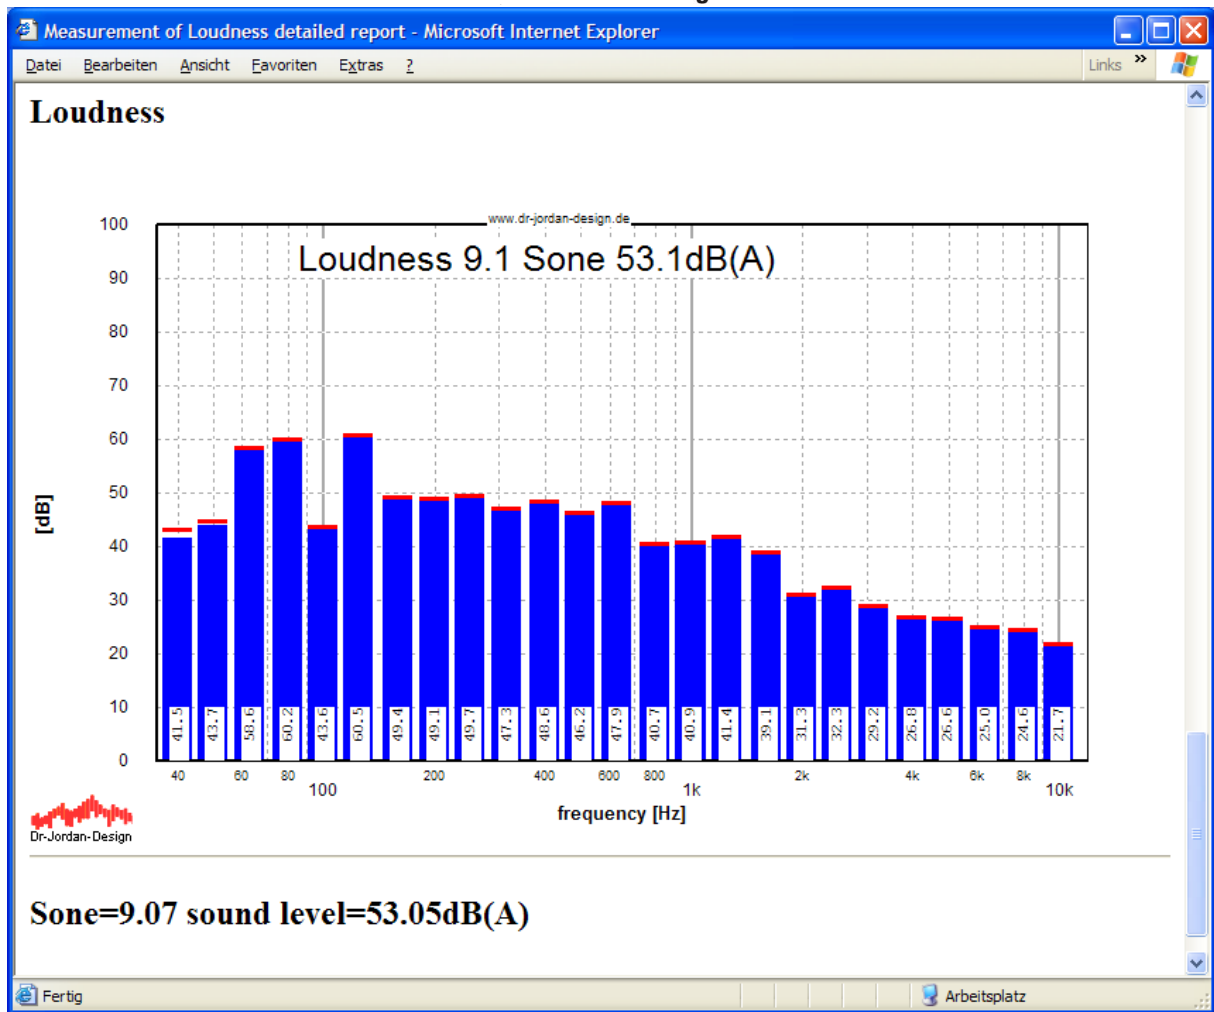 Measurement of Loudness detailed report - Microsoft Internet Explorer
Datei Bearbeiten Ansicht Favoriten Extras ? Links »
Loudness
www.dr-jordan-design.de
Loudness 9.1 Sone 53.1dB(A)
100
90
80
70
60
50
40
30
20
10
0
[dB]
41.5 43.7 58.6 60.2 43.6 60.5 49.4 49.1 49.7 47.3 48.6 46.2 47.9 40.7 40.9 41.4 39.1 31.3 32.3 29.2 26.8 26.6 25.0 24.6 21.7
40 60 80 200 400 600 800 2k 4k 6k 8k
100 1k 10k
frequency [Hz]
Dr-Jordan-Design
Sone=9.07 sound level=53.05dB(A)
Fertig Arbeitsplatz